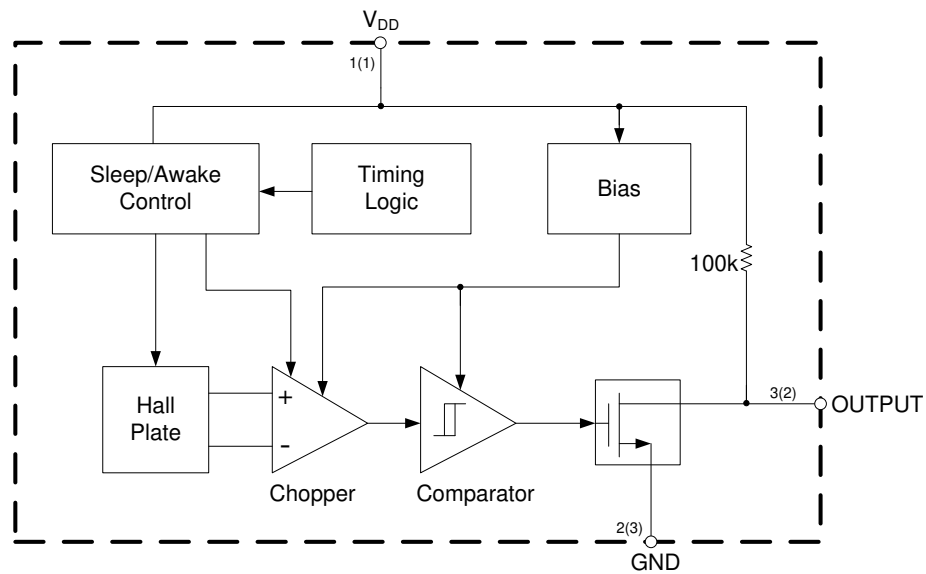 VDD
1(1)
Sleep/Awake
Control
Timing
Logic
Bias
100k
Hall
Plate
+
-
3(2)
OUTPUT
Chopper
Comparator
2(3)
GND